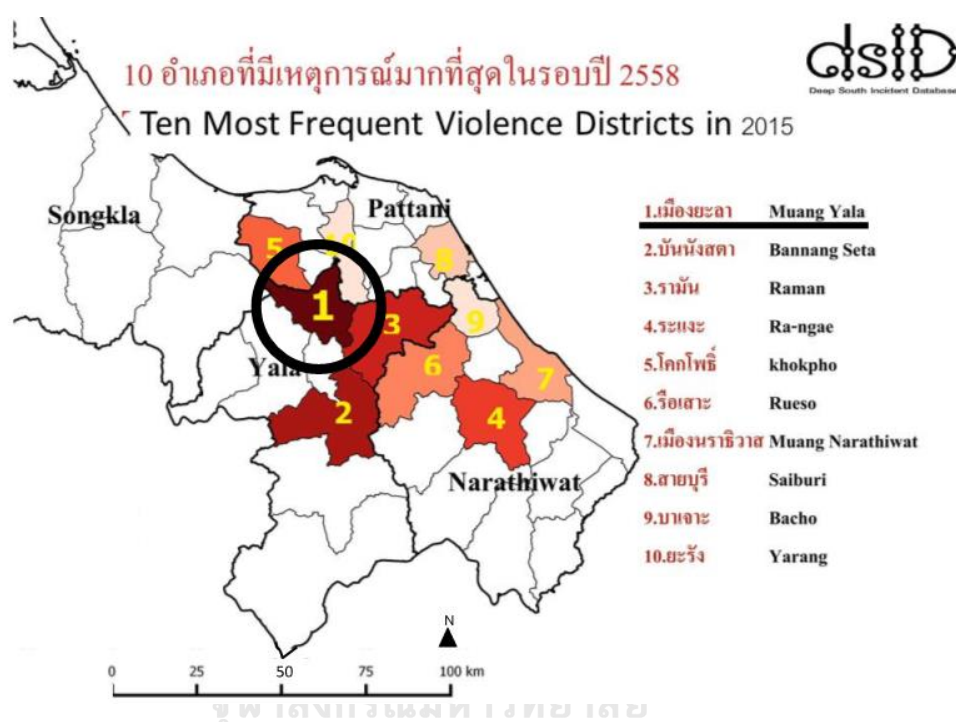 dsID
Deep South Incident Database
10 อำเภอที่มีเหตุการณ์มากที่สุดในรอบปี 2558
Ten Most Frequent Violence Districts in 2015
Songkla
Pattani
Yala
Narathiwat
5
10
8
1
3
9
6
7
2
4
1.เมืองยะลา Muang Yala
2.บันนังสตา Bannang Seta
3.รามัน Raman
4.ระแงะ Ra-ngae
5.โคกโพธิ์ khokpho
6.รือเสาะ Rueso
7.เมืองนราธิวาส Muang Narathiwat
8.สายบุรี Saiburi
9.บาเจาะ Bacho
10.ยะรัง Yarang
N
0 25 50 75 100 km